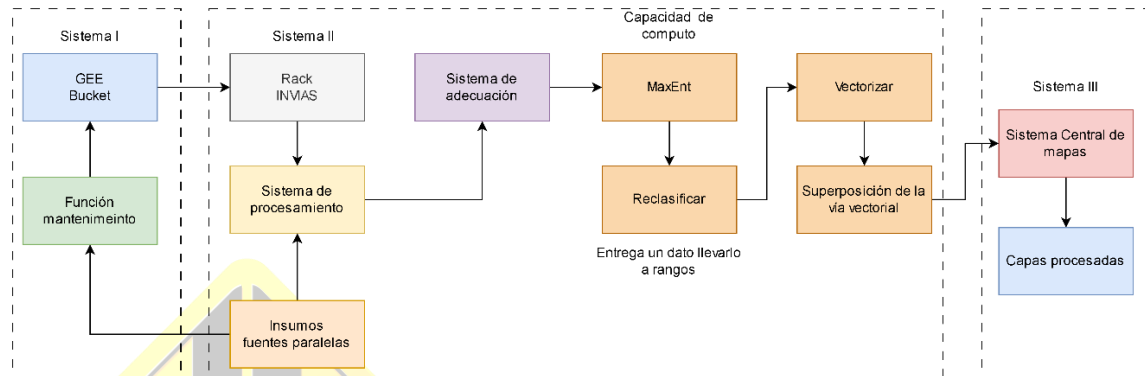 Sistema I
GEE
Bucket
Función
mantenimeinto
Sistema II
Rack
INVIAS
Sistema de
procesamiento
Insumos
fuentes paralelas
Sistema de
adecuación
Capacidad de
computo
MaxEnt
Reclasificar
Entrega un dato llevarlo
a rangos
Vectorizar
Superposición de la
vía vectorial
Sistema III
Sistema Central de
mapas
Capas procesadas